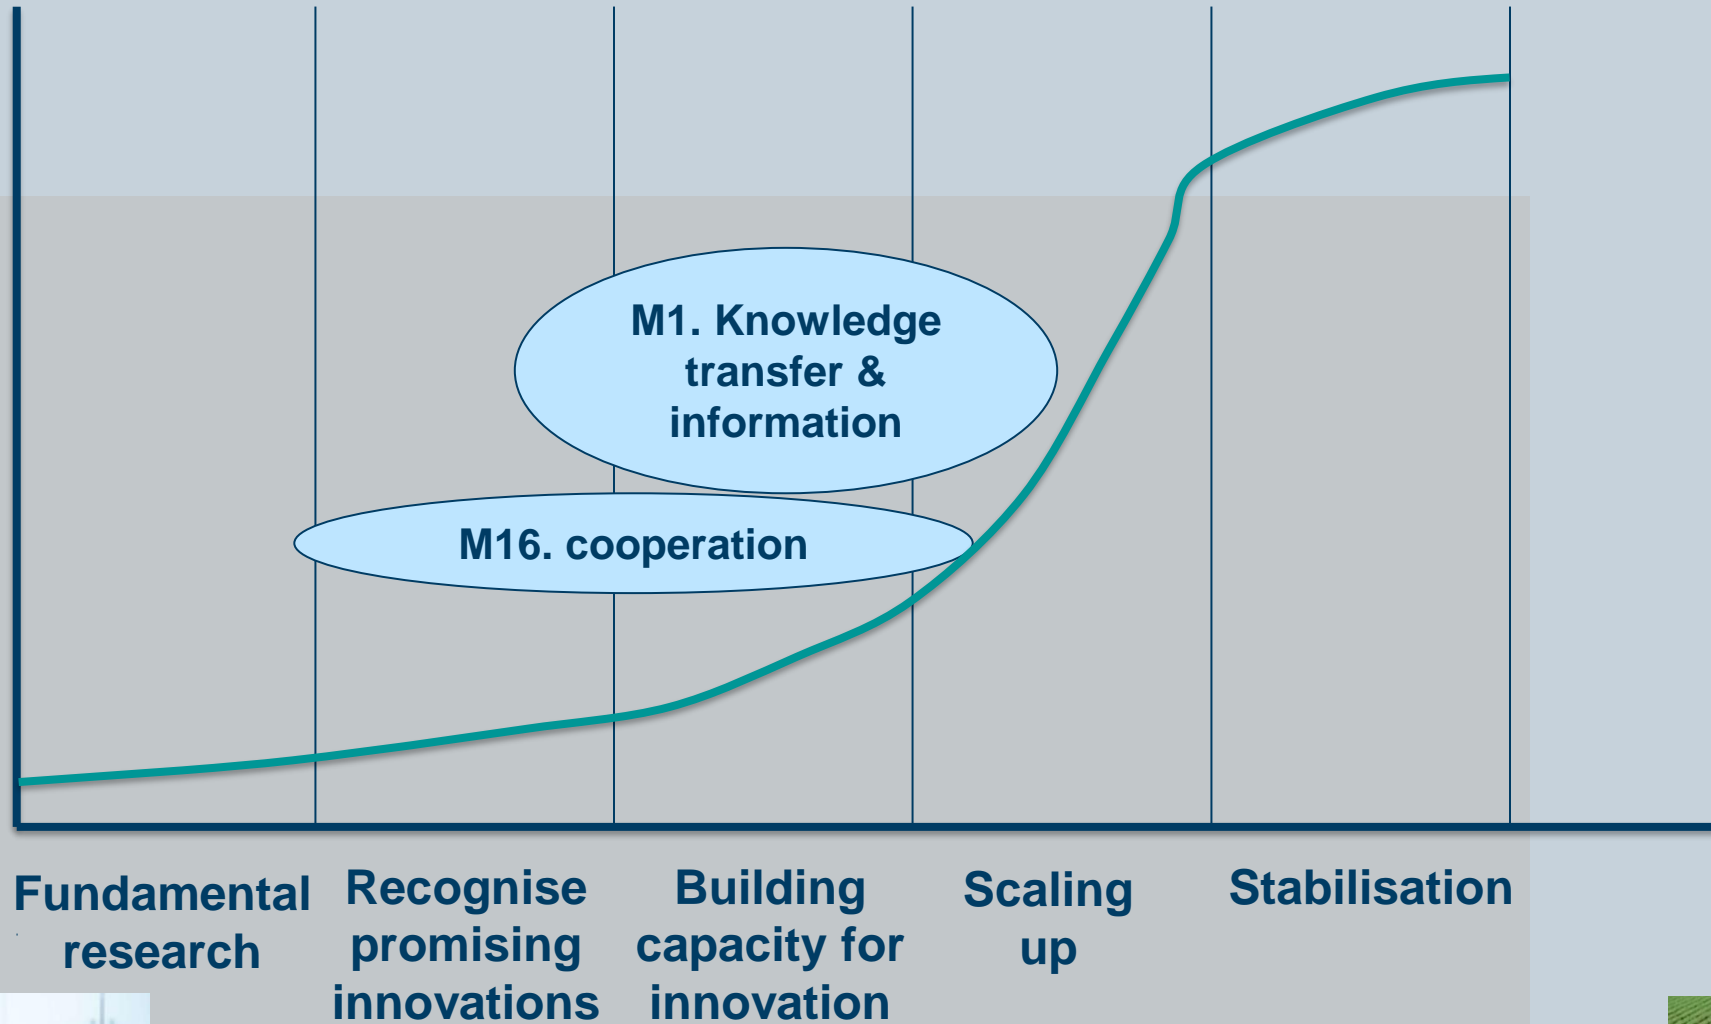 M1. Knowledge
transfer &
information
M16. cooperation
Fundamental
research
Recognise
promising
innovations
Building
capacity for
innovation
Scaling
up
Stabilisation